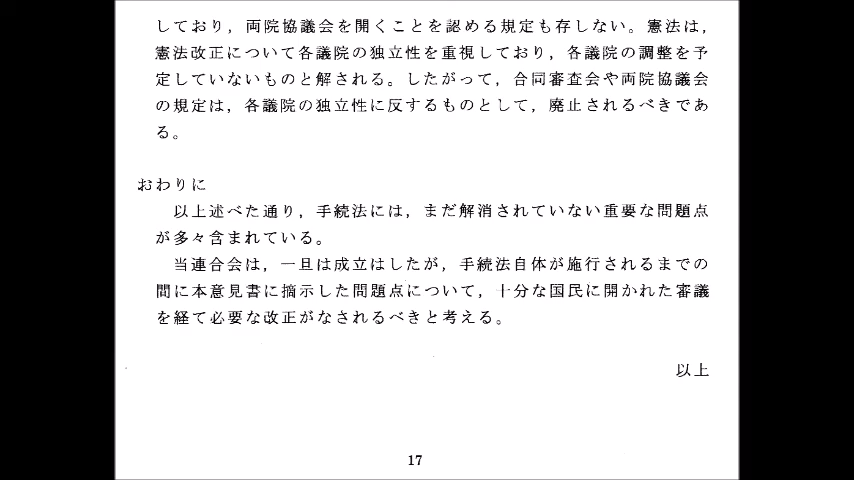 しており，両院協議会を開くことを認める規定も存しない。憲法は，
憲法改正について各議院の独立性を重視しており，各議院の調整を予
定していないものと解される。したがって，合同審査会や両院協議会
の規定は，各議院の独立性に反するものとして，廃止されるべきであ
る。
おわりに
以上述べた通り，手続法には，まだ解消されていない重要な問題点
が多々含まれている。
当連合会は，一旦は成立はしたが，手続法自体が施行されるまでの
間に本意見書に摘示した問題点について，十分な国民に開かれた審議
を経て必要な改正がなされるべきと考える。
以上
17